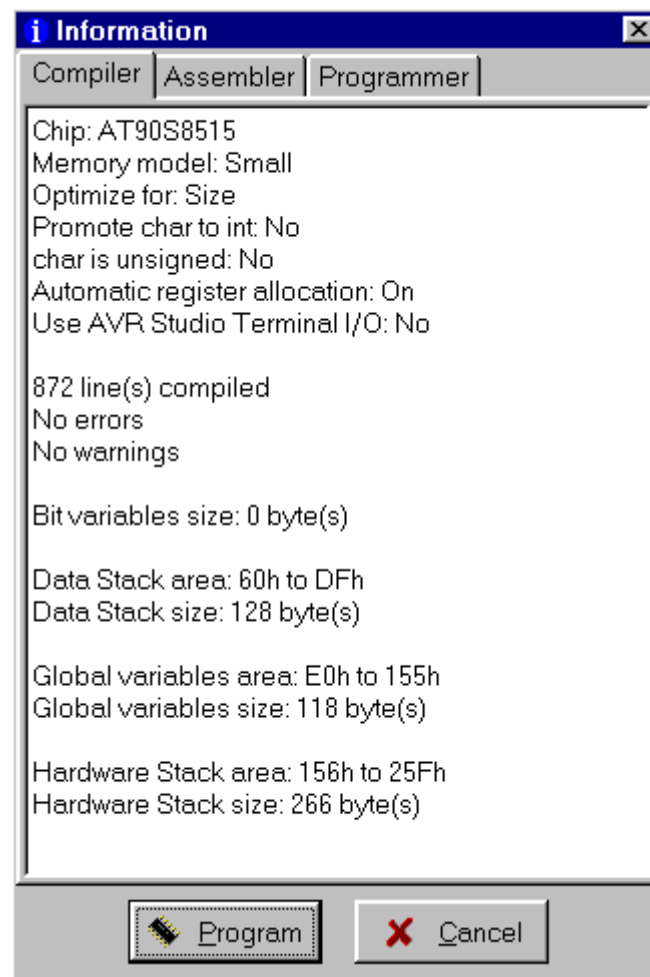 Information
Compiler Assembler Programmer
Chip: AT90S8515
Memory model: Small
Optimize for: Size
Promote char to int: No
char is unsigned: No
Automatic register allocation: On
Use AVR Studio Terminal I/O: No
872 line(s) compiled
No errors
No warnings
Bit variables size: 0 byte(s)
Data Stack area: 60h to DFh
Data Stack size: 128 byte(s)
Global variables area: E0h to 155h
Global variables size: 118 byte(s)
Hardware Stack area: 156h to 25Fh
Hardware Stack size: 266 byte(s)
Program Cancel